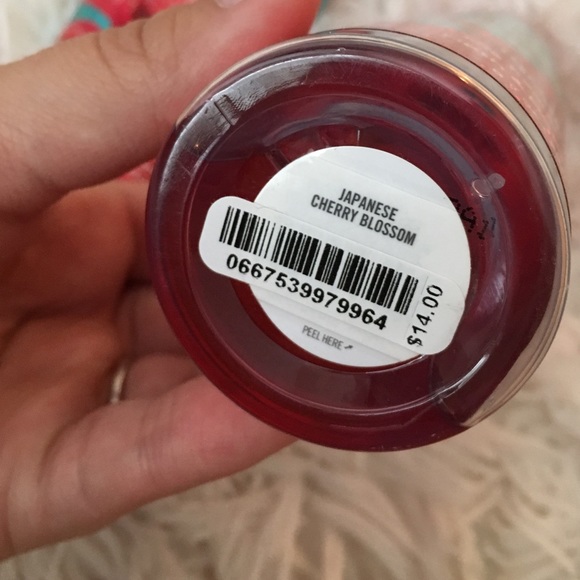 JAPANESE
CHERRY BLOSSOM
0667539979964
$14.00
PEEL HERE